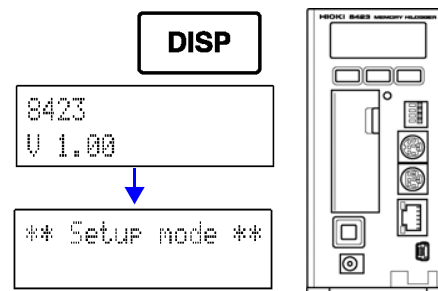 DISP
8423
V 1.00
** Setup mode **
HIOKI 8423 MEMORY HiLOGGER